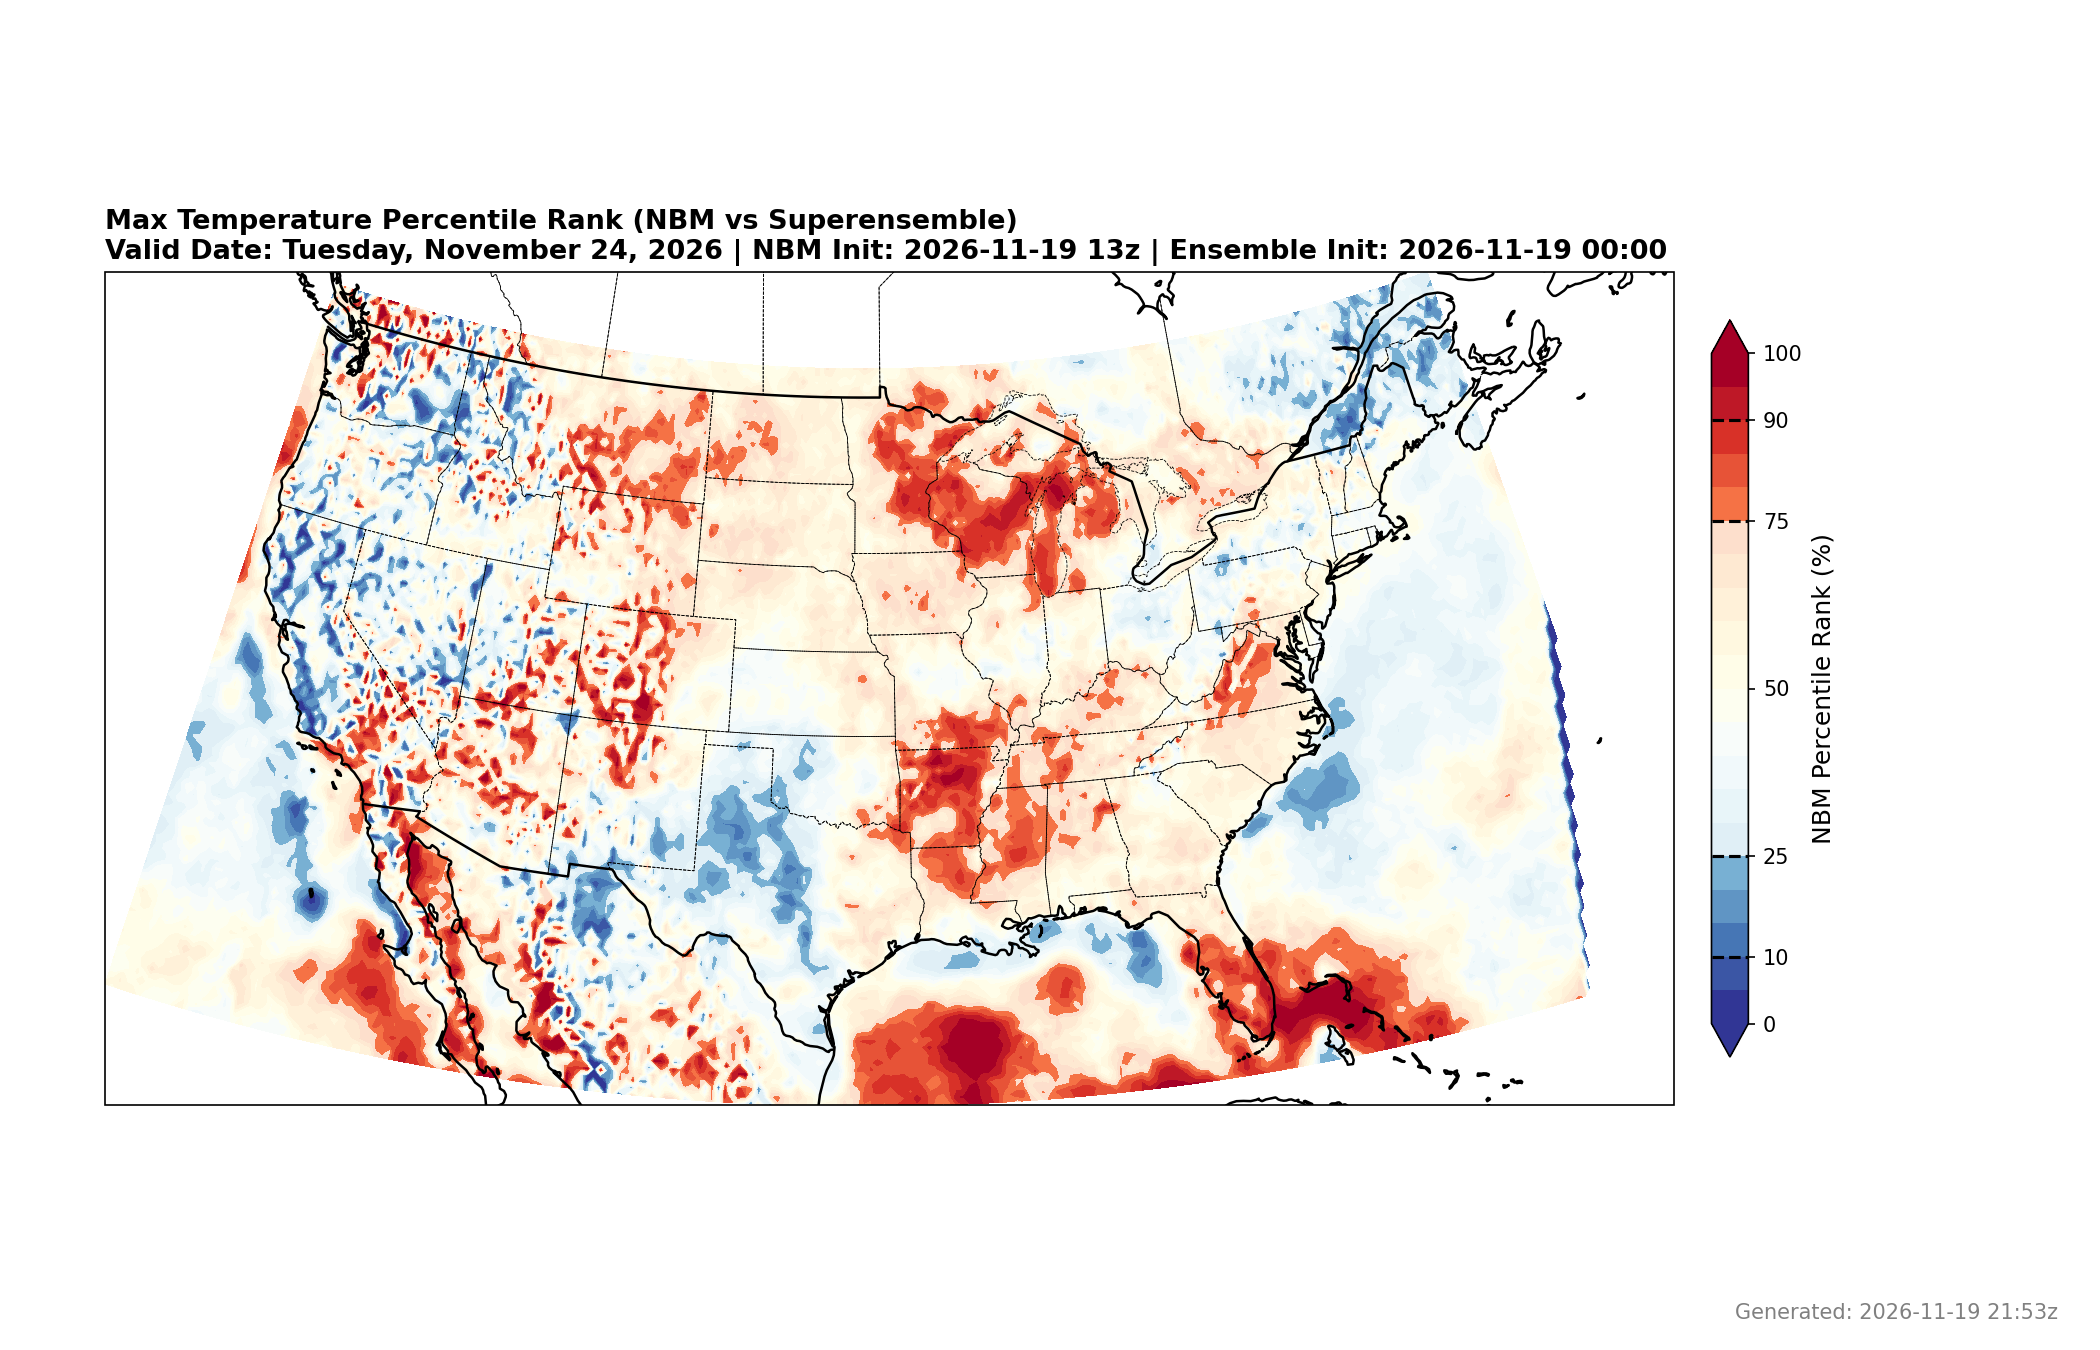 Max Temperature Percentile Rank (NBM vs Superensemble)
Valid Date: Tuesday, November 24, 2026 | NBM Init: 2026-11-19 13z | Ensemble Init: 2026-11-19 00:00
100
90
75
50
25
10
0
NBM Percentile Rank (%)
Generated: 2026-11-19 21:53z